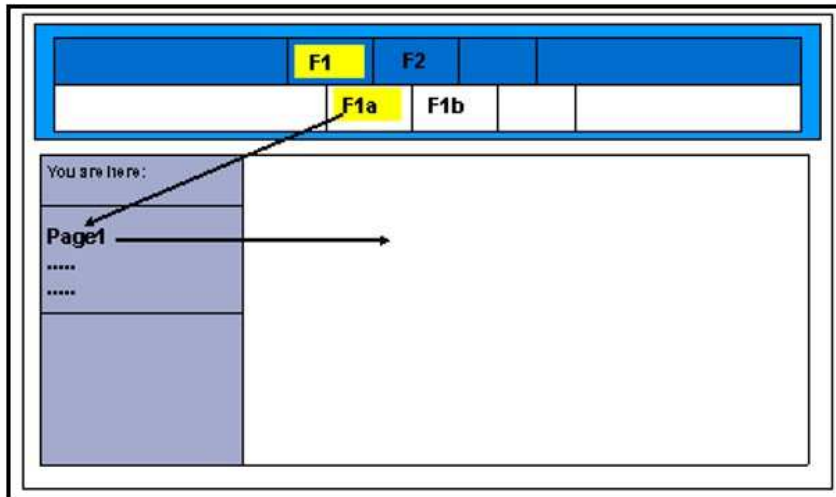 F1 F2
F1a F1b
You are here:
Page1
.....
.....